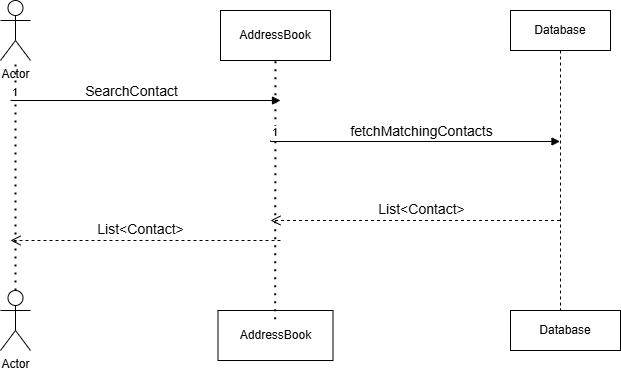 Actor
AddressBook
Database
1
SearchContact
1
fetchMatchingContacts
List<Contact>
List<Contact>
Actor
AddressBook
Database